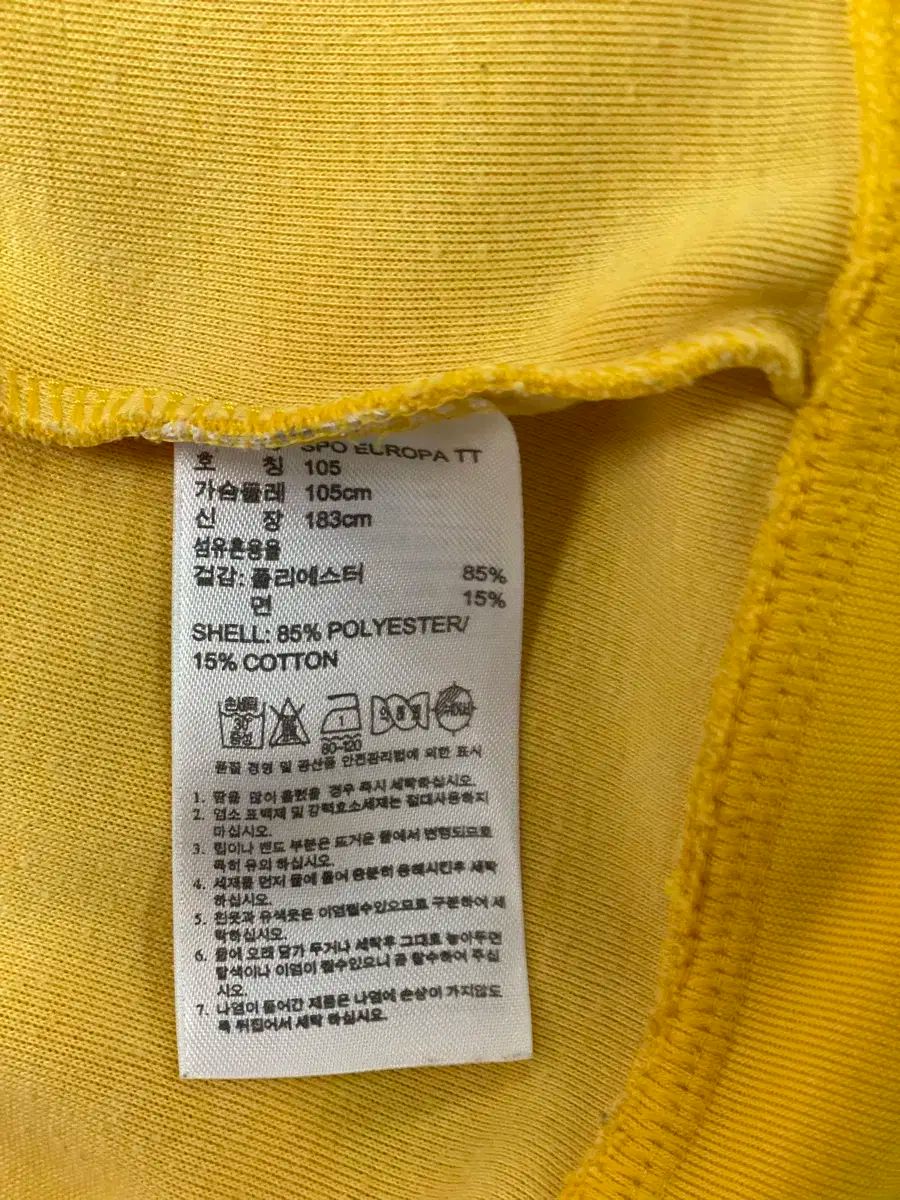 SPO EUROPA TT
호 칭 105
가슴둘레 105cm
신 장 183cm
섬유혼용율
겉감: 폴리에스터 85%
면 15%
SHELL: 85% POLYESTER/
15% COTTON
손세탁
30°
중성
1
80-120
약하게
품질 경영 및 공산품 안전관리법에 의한 표시
1. 땀을 많이 흘렸을 경우 즉시 세탁하십시오.
2. 염소 표백제 및 강력효소세제는 절대사용하지
마십시오.
3. 립이나 밴드 부분은 뜨거운 물에서 변형되므로
특히 유의 하십시오.
4. 세제를 먼저 물에 풀어 충분히 용해시킨후 세탁
하십시오.
5. 흰옷과 유색옷은 이염될수있으므로 구분하여 세
탁하십시오.
6. 물에 오래 담가 두거나 세탁후 그대로 놓아두면
탈색이나 이염이 될수있으니 곧 탈수하여 주십
시오.
7. 나염이 들어간 제품은 나염에 손상이 가지않도
록 뒤집어서 세탁 하십시오.